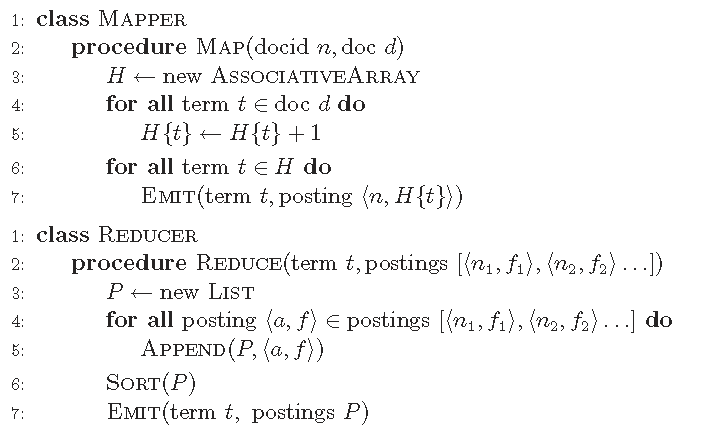 1: class Mapper
2: procedure Map(docid n, doc d)
3: H ← new AssociativeArray
4: for all term t ∈ doc d do
5: H{t} ← H{t} + 1
6: for all term t ∈ H do
7: Emit(term t, posting ⟨n, H{t}⟩)
1: class Reducer
2: procedure Reduce(term t, postings [⟨n₁, f₁⟩, ⟨n₂, f₂⟩ . . .])
3: P ← new List
4: for all posting ⟨a, f⟩ ∈ postings [⟨n₁, f₁⟩, ⟨n₂, f₂⟩ . . .] do
5: Append(P, ⟨a, f⟩)
6: Sort(P)
7: Emit(term t, postings P)